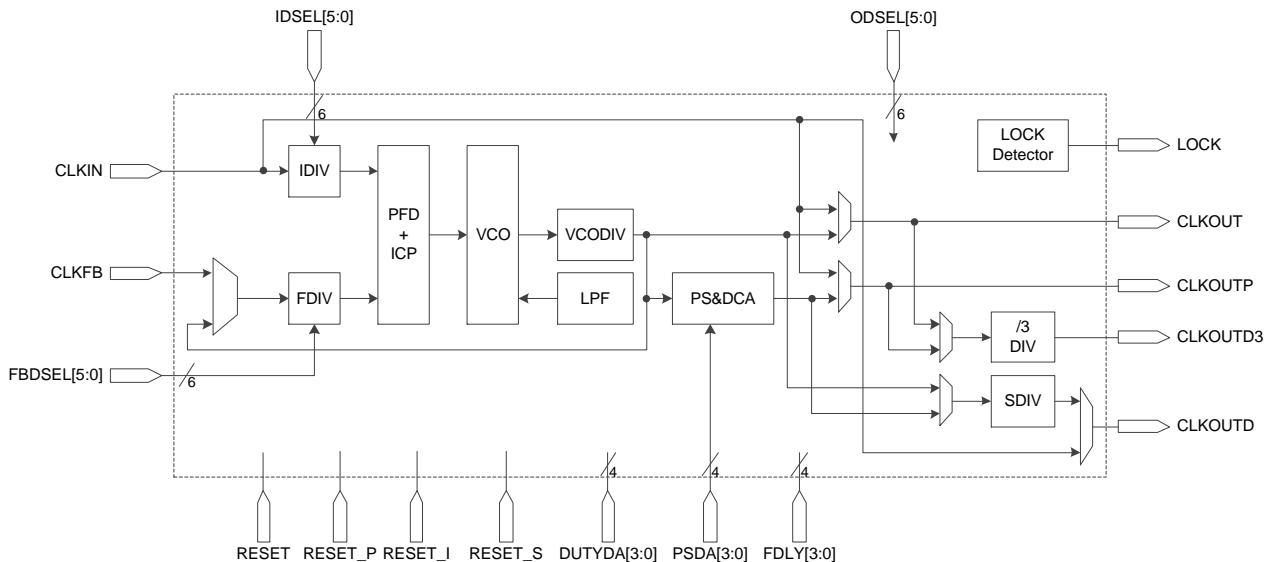 IDSEL[5:0]
ODSEL[5:0]
6
6
CLKIN
IDIV
LOCK
Detector
LOCK
PFD
+
ICP
VCO
VCODIV
CLKOUT
CLKFB
FDIV
LPF
PS&DCA
CLKOUTP
/3
DIV
CLKOUTD3
FBDSEL[5:0]
6
SDIV
CLKOUTD
4
4
4
RESET
RESET_P
RESET_I
RESET_S
DUTYDA[3:0]
PSDA[3:0]
FDLY[3:0]